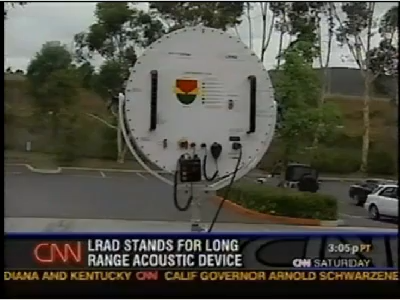 CNN
LRAD STANDS FOR LONG
RANGE ACOUSTIC DEVICE
3:05p PT
CNN SATURDAY
DIANA AND KENTUCKY CNN CALIF GOVERNOR ARNOLD SCHWARZENE